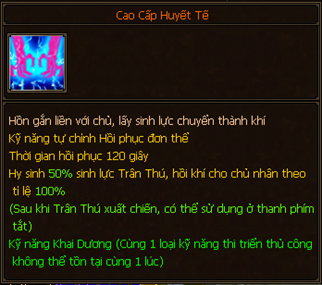 Cao Cấp Huyết Tế
Hồn gắn liền với chủ, lấy sinh lực chuyển thành khí
Kỹ năng tự chỉnh Hồi phục đơn thể
Thời gian hồi phục 120 giây
Hy sinh 50% sinh lực Trân Thú, hồi khí cho chủ nhân theo
tỉ lệ 100%
(Sau khi Trân Thú xuất chiến, có thể sử dụng ở thanh phím
tắt)
Kỹ năng Khai Dương (Cùng 1 loại kỹ năng thi triển thủ công
không thể tồn tại cùng 1 lúc)